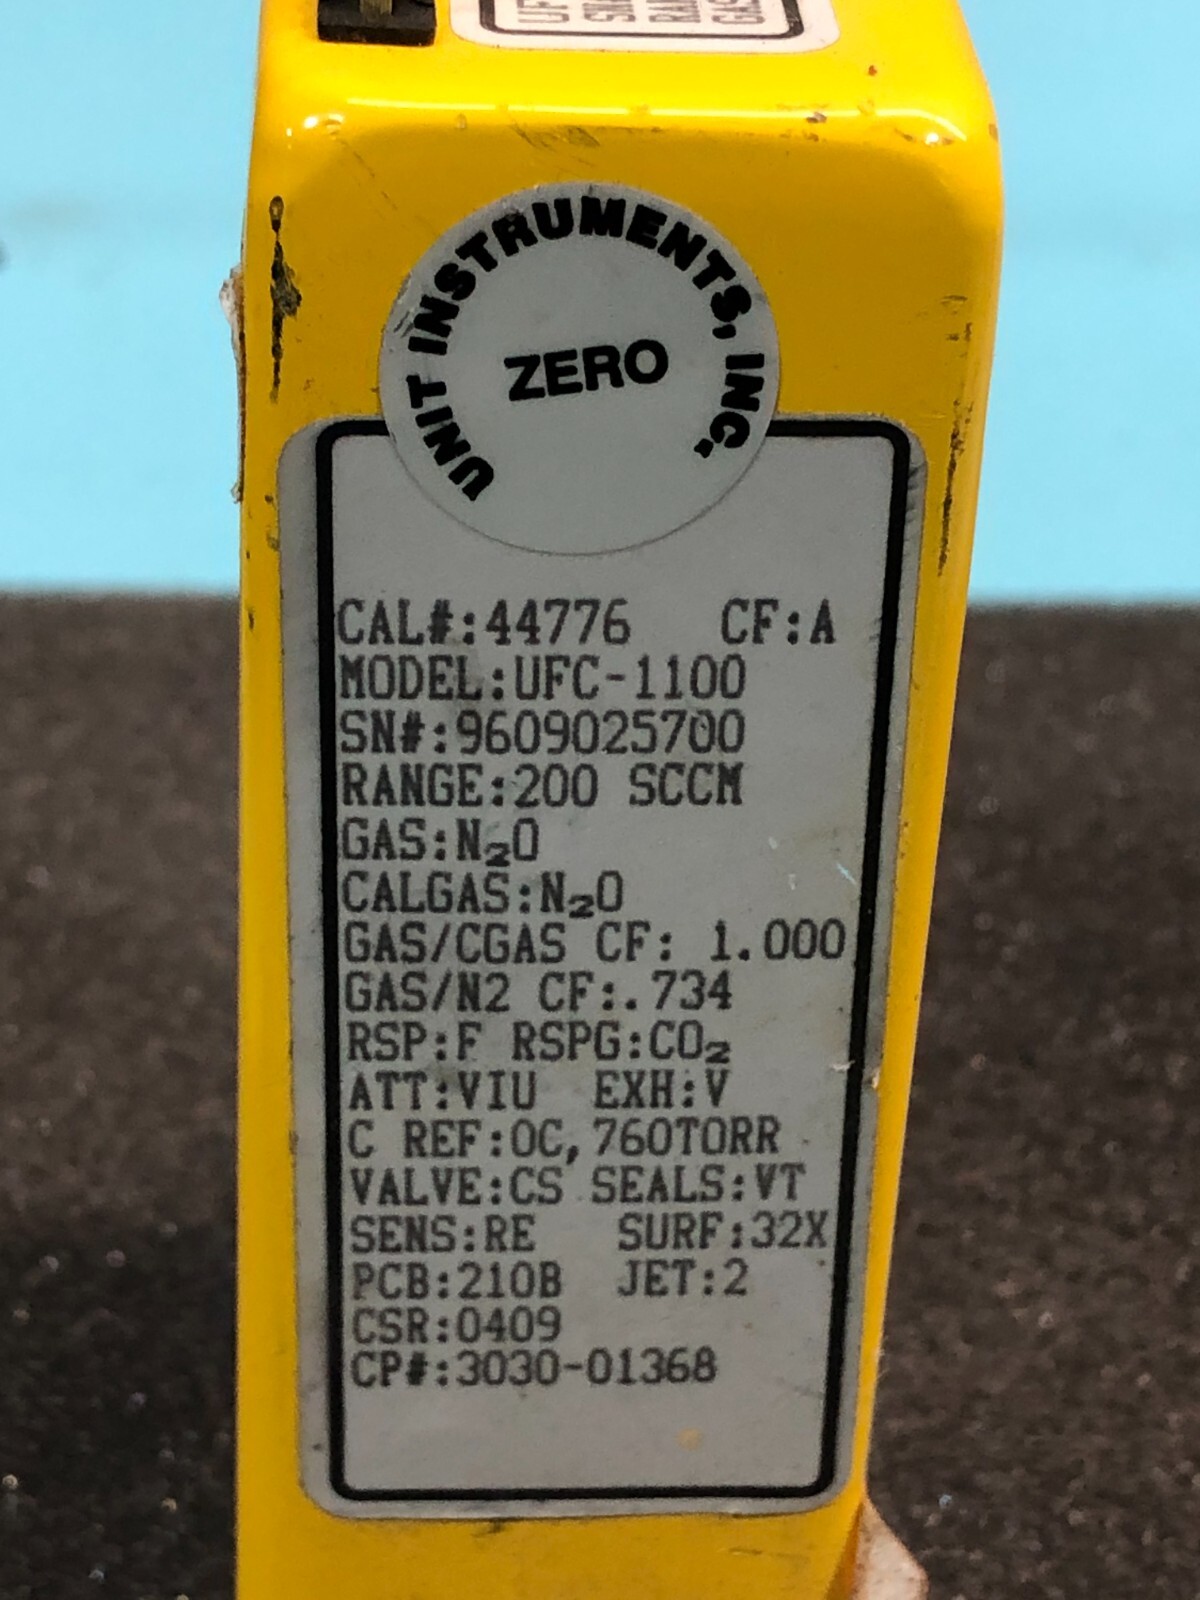 UNIT INSTRUMENTS, INC.
ZERO
CAL#:44776 CF:A
MODEL:UFC-1100
SN#:9609025700
RANGE:200 SCCM
GAS:N₂O
CALGAS:N₂O
GAS/CGAS CF: 1.000
GAS/N2 CF:.734
RSP:F RSPG:CO₂
ATT:VIU EXH:V
C REF:0C,760TORR
VALVE:CS SEALS:VT
SENS:RE SURF:32X
PCB:210B JET:2
CSR:0409
CP#:3030-01368